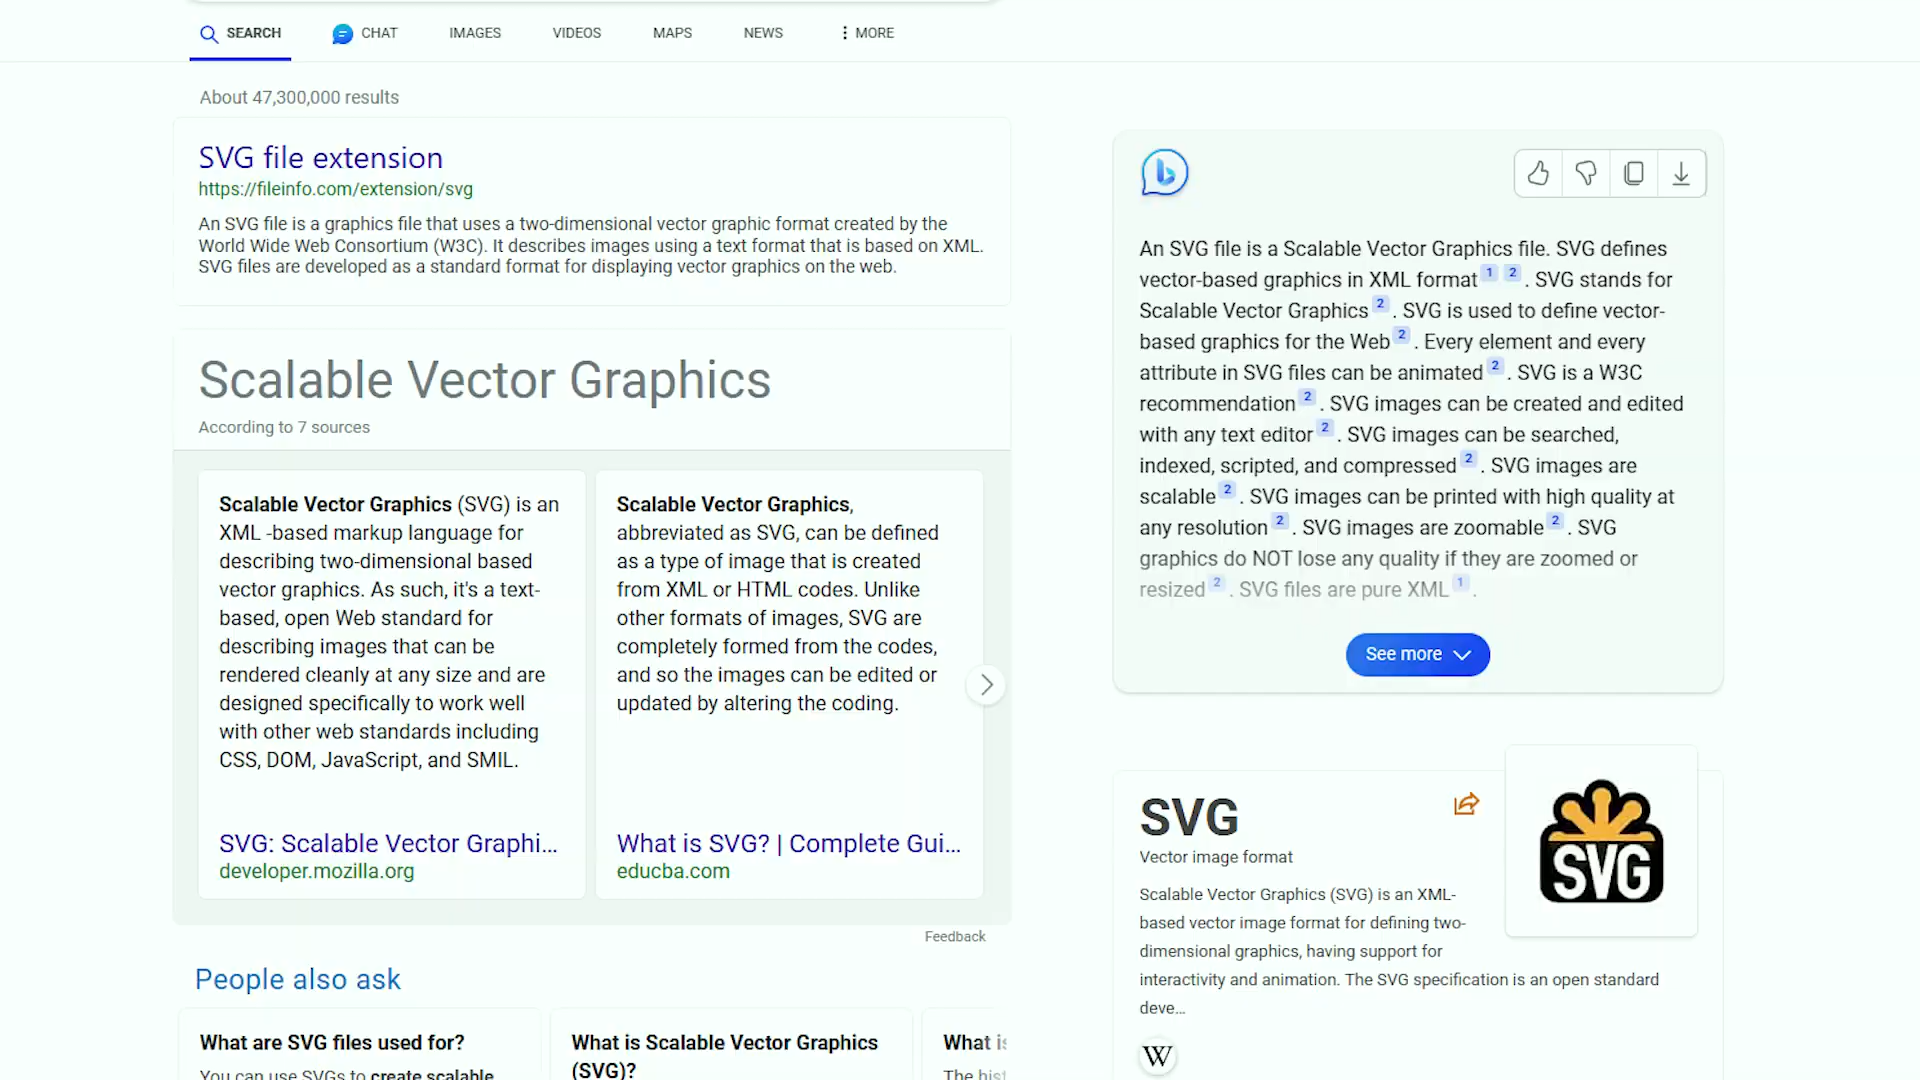 SEARCH
CHAT
IMAGES
VIDEOS
MAPS
NEWS
MORE
About 47,300,000 results
SVG file extension
https://fileinfo.com/extension/svg
An SVG file is a graphics file that uses a two-dimensional vector graphic format created by the
World Wide Web Consortium (W3C). It describes images using a text format that is based on XML.
SVG files are developed as a standard format for displaying vector graphics on the web.
Scalable Vector Graphics
According to 7 sources
Scalable Vector Graphics (SVG) is an
XML -based markup language for
describing two-dimensional based
vector graphics. As such, it's a text-
based, open Web standard for
describing images that can be
rendered cleanly at any size and are
designed specifically to work well
with other web standards including
CSS, DOM, JavaScript, and SMIL.
SVG: Scalable Vector Graphi...
developer.mozilla.org
Scalable Vector Graphics,
abbreviated as SVG, can be defined
as a type of image that is created
from XML or HTML codes. Unlike
other formats of images, SVG are
completely formed from the codes,
and so the images can be edited or
updated by altering the coding.
What is SVG? | Complete Gui...
educba.com
Feedback
People also ask
What are SVG files used for?
You can use SVGs to create scalable
What is Scalable Vector Graphics
(SVG)?
What is
The hist
An SVG file is a Scalable Vector Graphics file. SVG defines
vector-based graphics in XML format 1 2 . SVG stands for
Scalable Vector Graphics 2 . SVG is used to define vector-
based graphics for the Web 2 . Every element and every
attribute in SVG files can be animated 2 . SVG is a W3C
recommendation 2 . SVG images can be created and edited
with any text editor 2 . SVG images can be searched,
indexed, scripted, and compressed 2 . SVG images are
scalable 2 . SVG images can be printed with high quality at
any resolution 2 . SVG images are zoomable 2 . SVG
graphics do NOT lose any quality if they are zoomed or
resized 2 . SVG files are pure XML 1 .
See more
SVG
Vector image format
SVG
Scalable Vector Graphics (SVG) is an XML-
based vector image format for defining two-
dimensional graphics, having support for
interactivity and animation. The SVG specification is an open standard
deve...
W